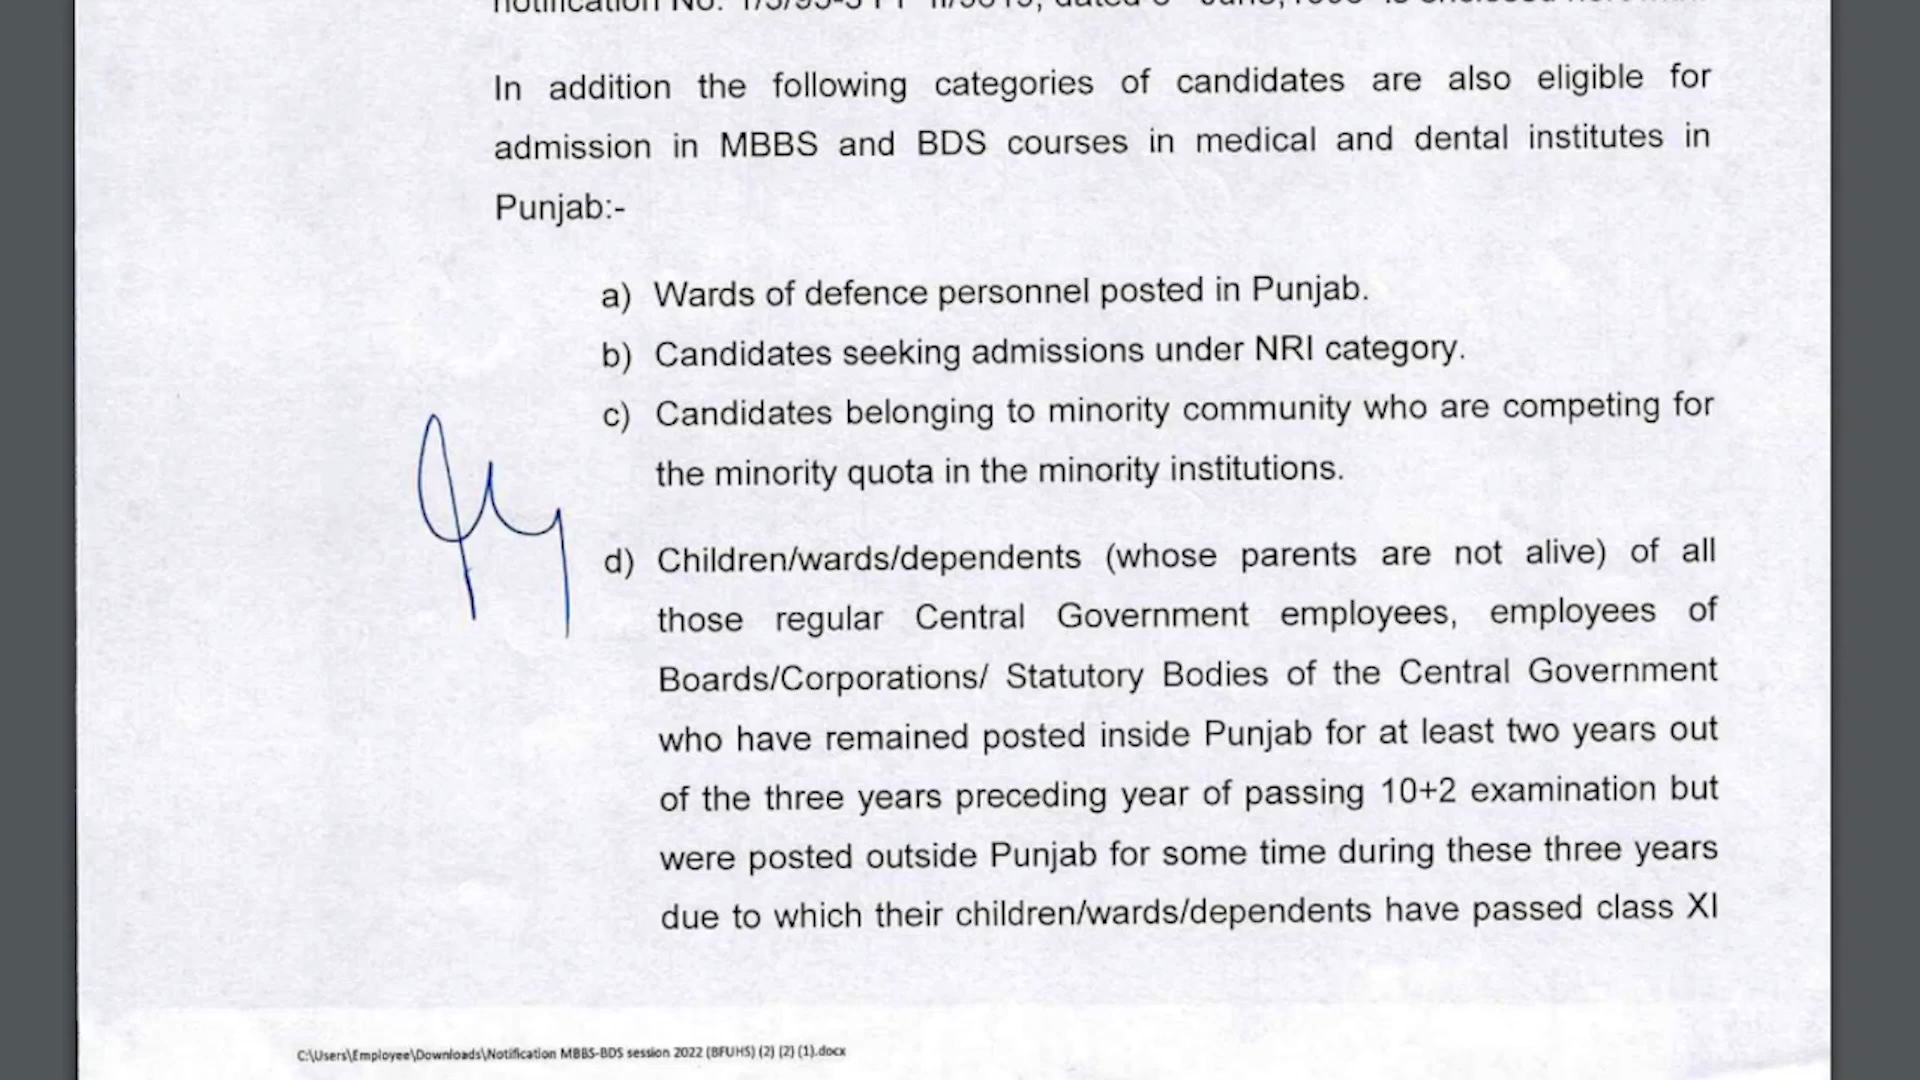 In addition the following categories of candidates are also eligible for
admission in MBBS and BDS courses in medical and dental institutes in
Punjab:-
a) Wards of defence personnel posted in Punjab.
b) Candidates seeking admissions under NRI category.
c) Candidates belonging to minority community who are competing for
the minority quota in the minority institutions.
d) Children/wards/dependents (whose parents are not alive) of all
those regular Central Government employees, employees of
Boards/Corporations/ Statutory Bodies of the Central Government
who have remained posted inside Punjab for at least two years out
of the three years preceding year of passing 10+2 examination but
were posted outside Punjab for some time during these three years
due to which their children/wards/dependents have passed class XI
C:\Users\Employee\Downloads\Notification MBBS-BDS session 2022 (BFUHS) (2) (2) (1).docx